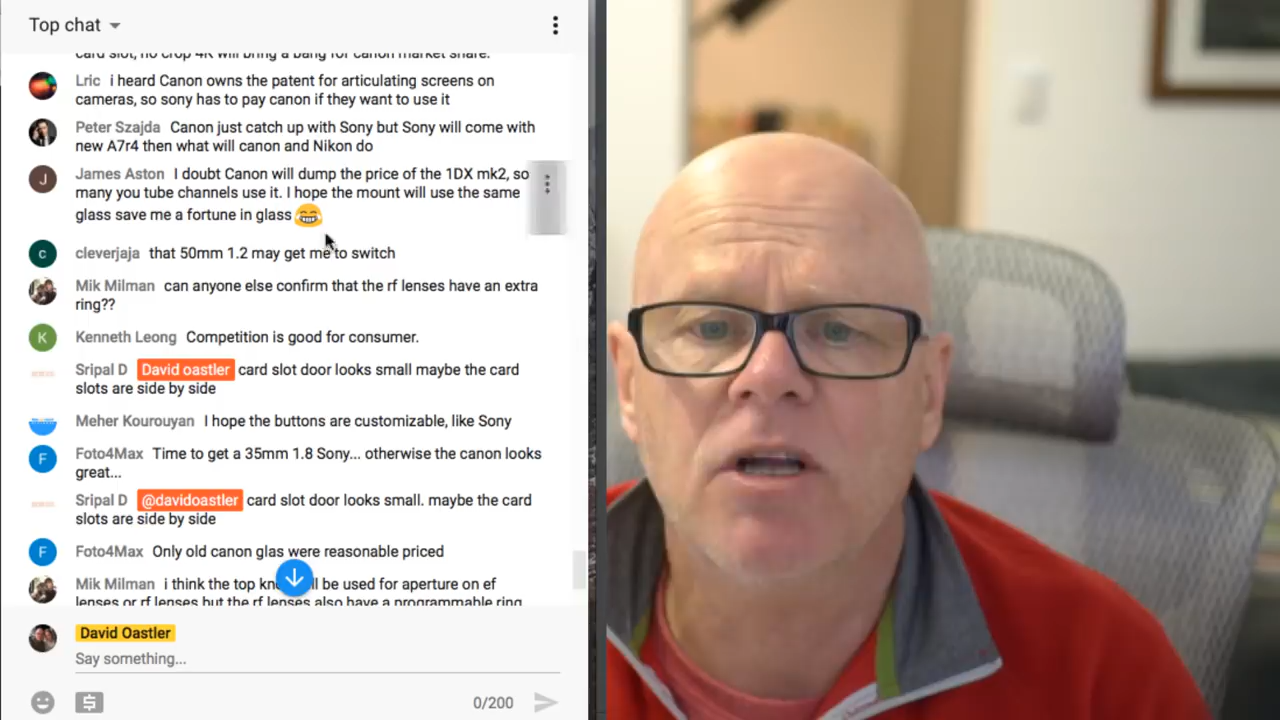 Top chat
card slot, no crop 4K will bring a bang for canon market share.
Lric i heard Canon owns the patent for articulating screens on
cameras, so sony has to pay canon if they want to use it
Peter Szajda Canon just catch up with Sony but Sony will come with
new A7r4 then what will canon and Nikon do
J James Aston I doubt Canon will dump the price of the 1DX mk2, so
many you tube channels use it. I hope the mount will use the same
glass save me a fortune in glass
c cleverjaja that 50mm 1.2 may get me to switch
Mik Milman can anyone else confirm that the rf lenses have an extra
ring??
K Kenneth Leong Competition is good for consumer.
Sripal D David oastler card slot door looks small maybe the card
slots are side by side
Meher Kourouyan I hope the buttons are customizable, like Sony
F Foto4Max Time to get a 35mm 1.8 Sony... otherwise the canon looks
great...
Sripal D @davidoastler card slot door looks small. maybe the card
slots are side by side
F Foto4Max Only old canon glas were reasonable priced
Mik Milman i think the top be used for aperture on ef
lenses or rf lenses but the rf lenses also have a programmable ring
David Oastler
Say something...
0/200